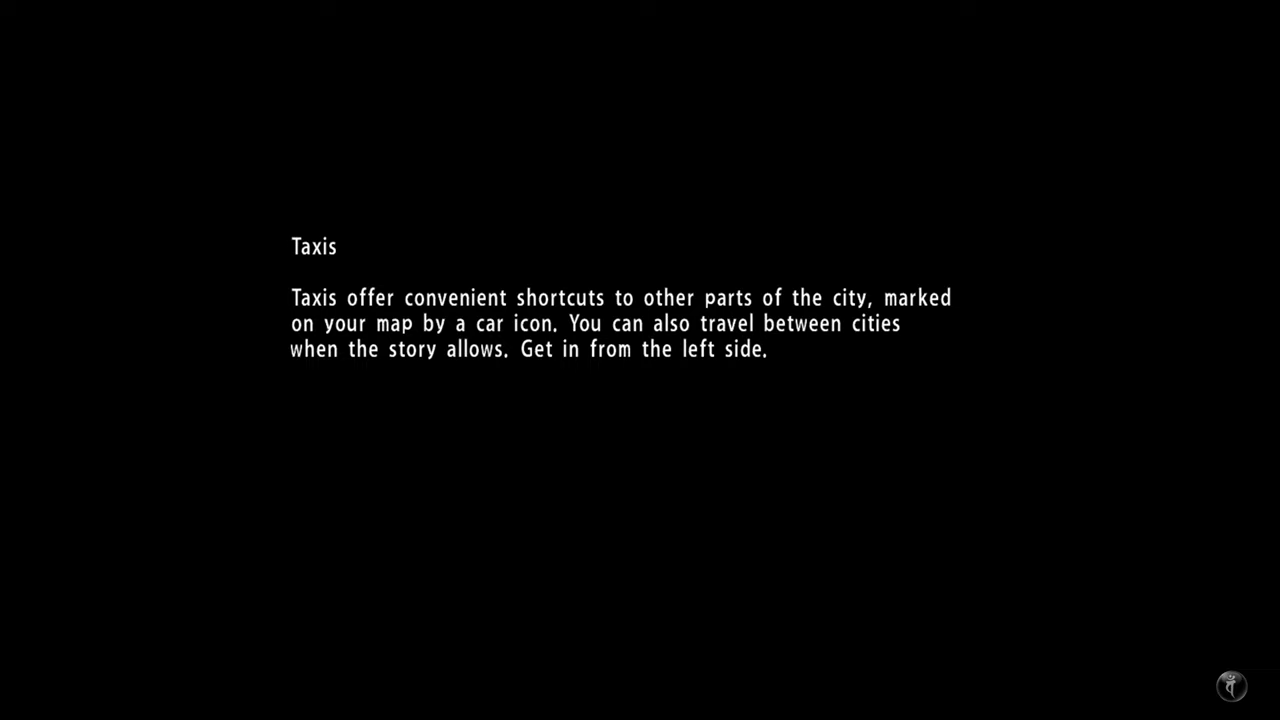 Taxis
Taxis offer convenient shortcuts to other parts of the city, marked
on your map by a car icon. You can also travel between cities
when the story allows. Get in from the left side.